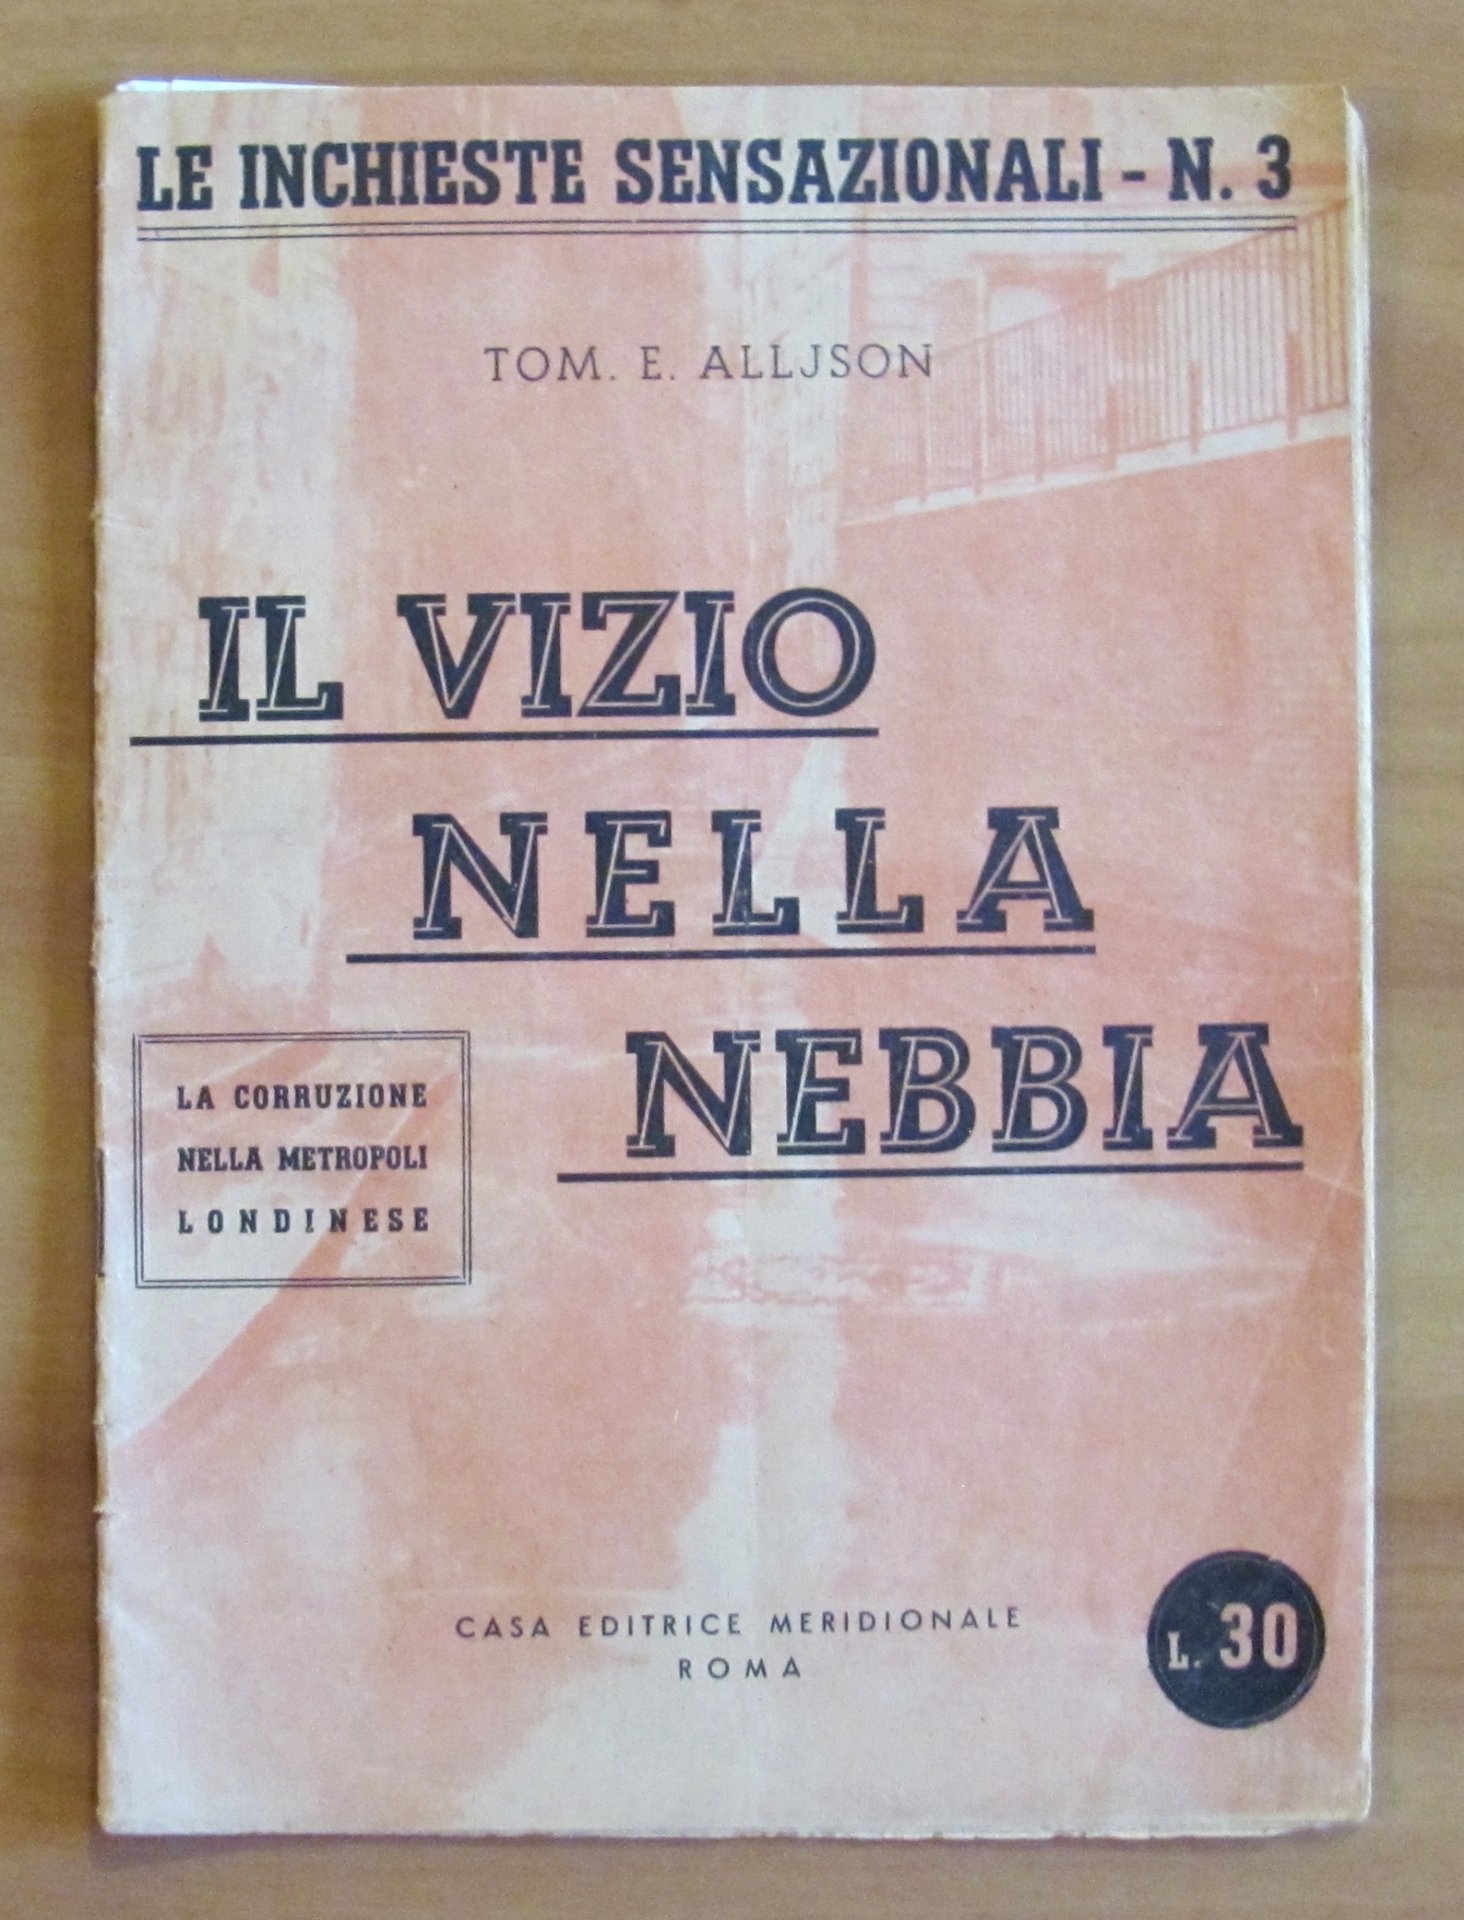 LE INCHIESTE SENSAZIONALI - N. 3
TOM. E. ALLJSON
IL VIZIO
NELLA
NEBBIA
LA CORRUZIONE
NELLA METROPOLI
LONDINESE
CASA EDITRICE MERIDIONALE
ROMA
L. 30